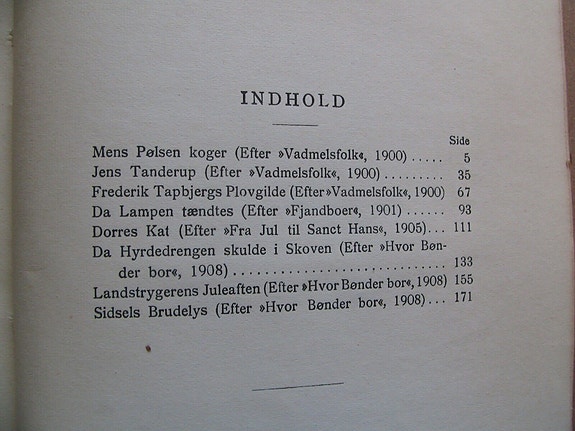 INDHOLD
Side
Mens Pølsen koger (Efter »Vadmelsfolk«, 1900) ..... 5
Jens Tanderup (Efter »Vadmelsfolk«, 1900) ......... 35
Frederik Tapbjergs Plovgilde (Efter »Vadmelsfolk«, 1900) 67
Da Lampen tændtes (Efter »Fjandboer«, 1901) .. 93
Dorres Kat (Efter »Fra Jul til Sanct Hans«, 1905)... 111
Da Hyrdedrengen skulde i Skoven (Efter »Hvor Bøn-
der bor«, 1908) ........................... 133
Landstrygerens Juleaften (Efter »Hvor Bønder bor«, 1908) 155
Sidsels Brudelys (Efter »Hvor Bønder bor«, 1908)... 171